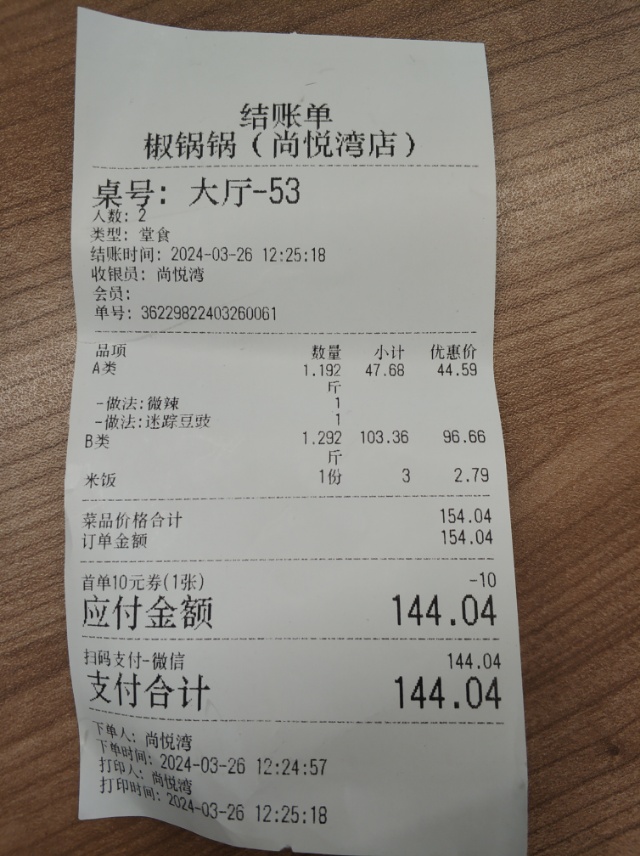 结账单
椒锅锅(尚悦湾店)
桌号: 大厅-53
人数: 2
类型: 堂食
结账时间: 2024-03-26 12:25:18
收银员: 尚悦湾
会员:
单号: 36229822403260061
品项 数量 小计 优惠价
A类 1.192 47.68 44.59
斤
-做法:微辣 1
-做法:迷踪豆豉 1
B类 1.292 103.36 96.66
斤
米饭 1份 3 2.79
菜品价格合计 154.04
订单金额 154.04
首单10元券(1张) -10
应付金额 144.04
扫码支付-微信 144.04
支付合计 144.04
下单人: 尚悦湾
下单时间: 2024-03-26 12:24:57
打印人: 尚悦湾
打印时间: 2024-03-26 12:25:18